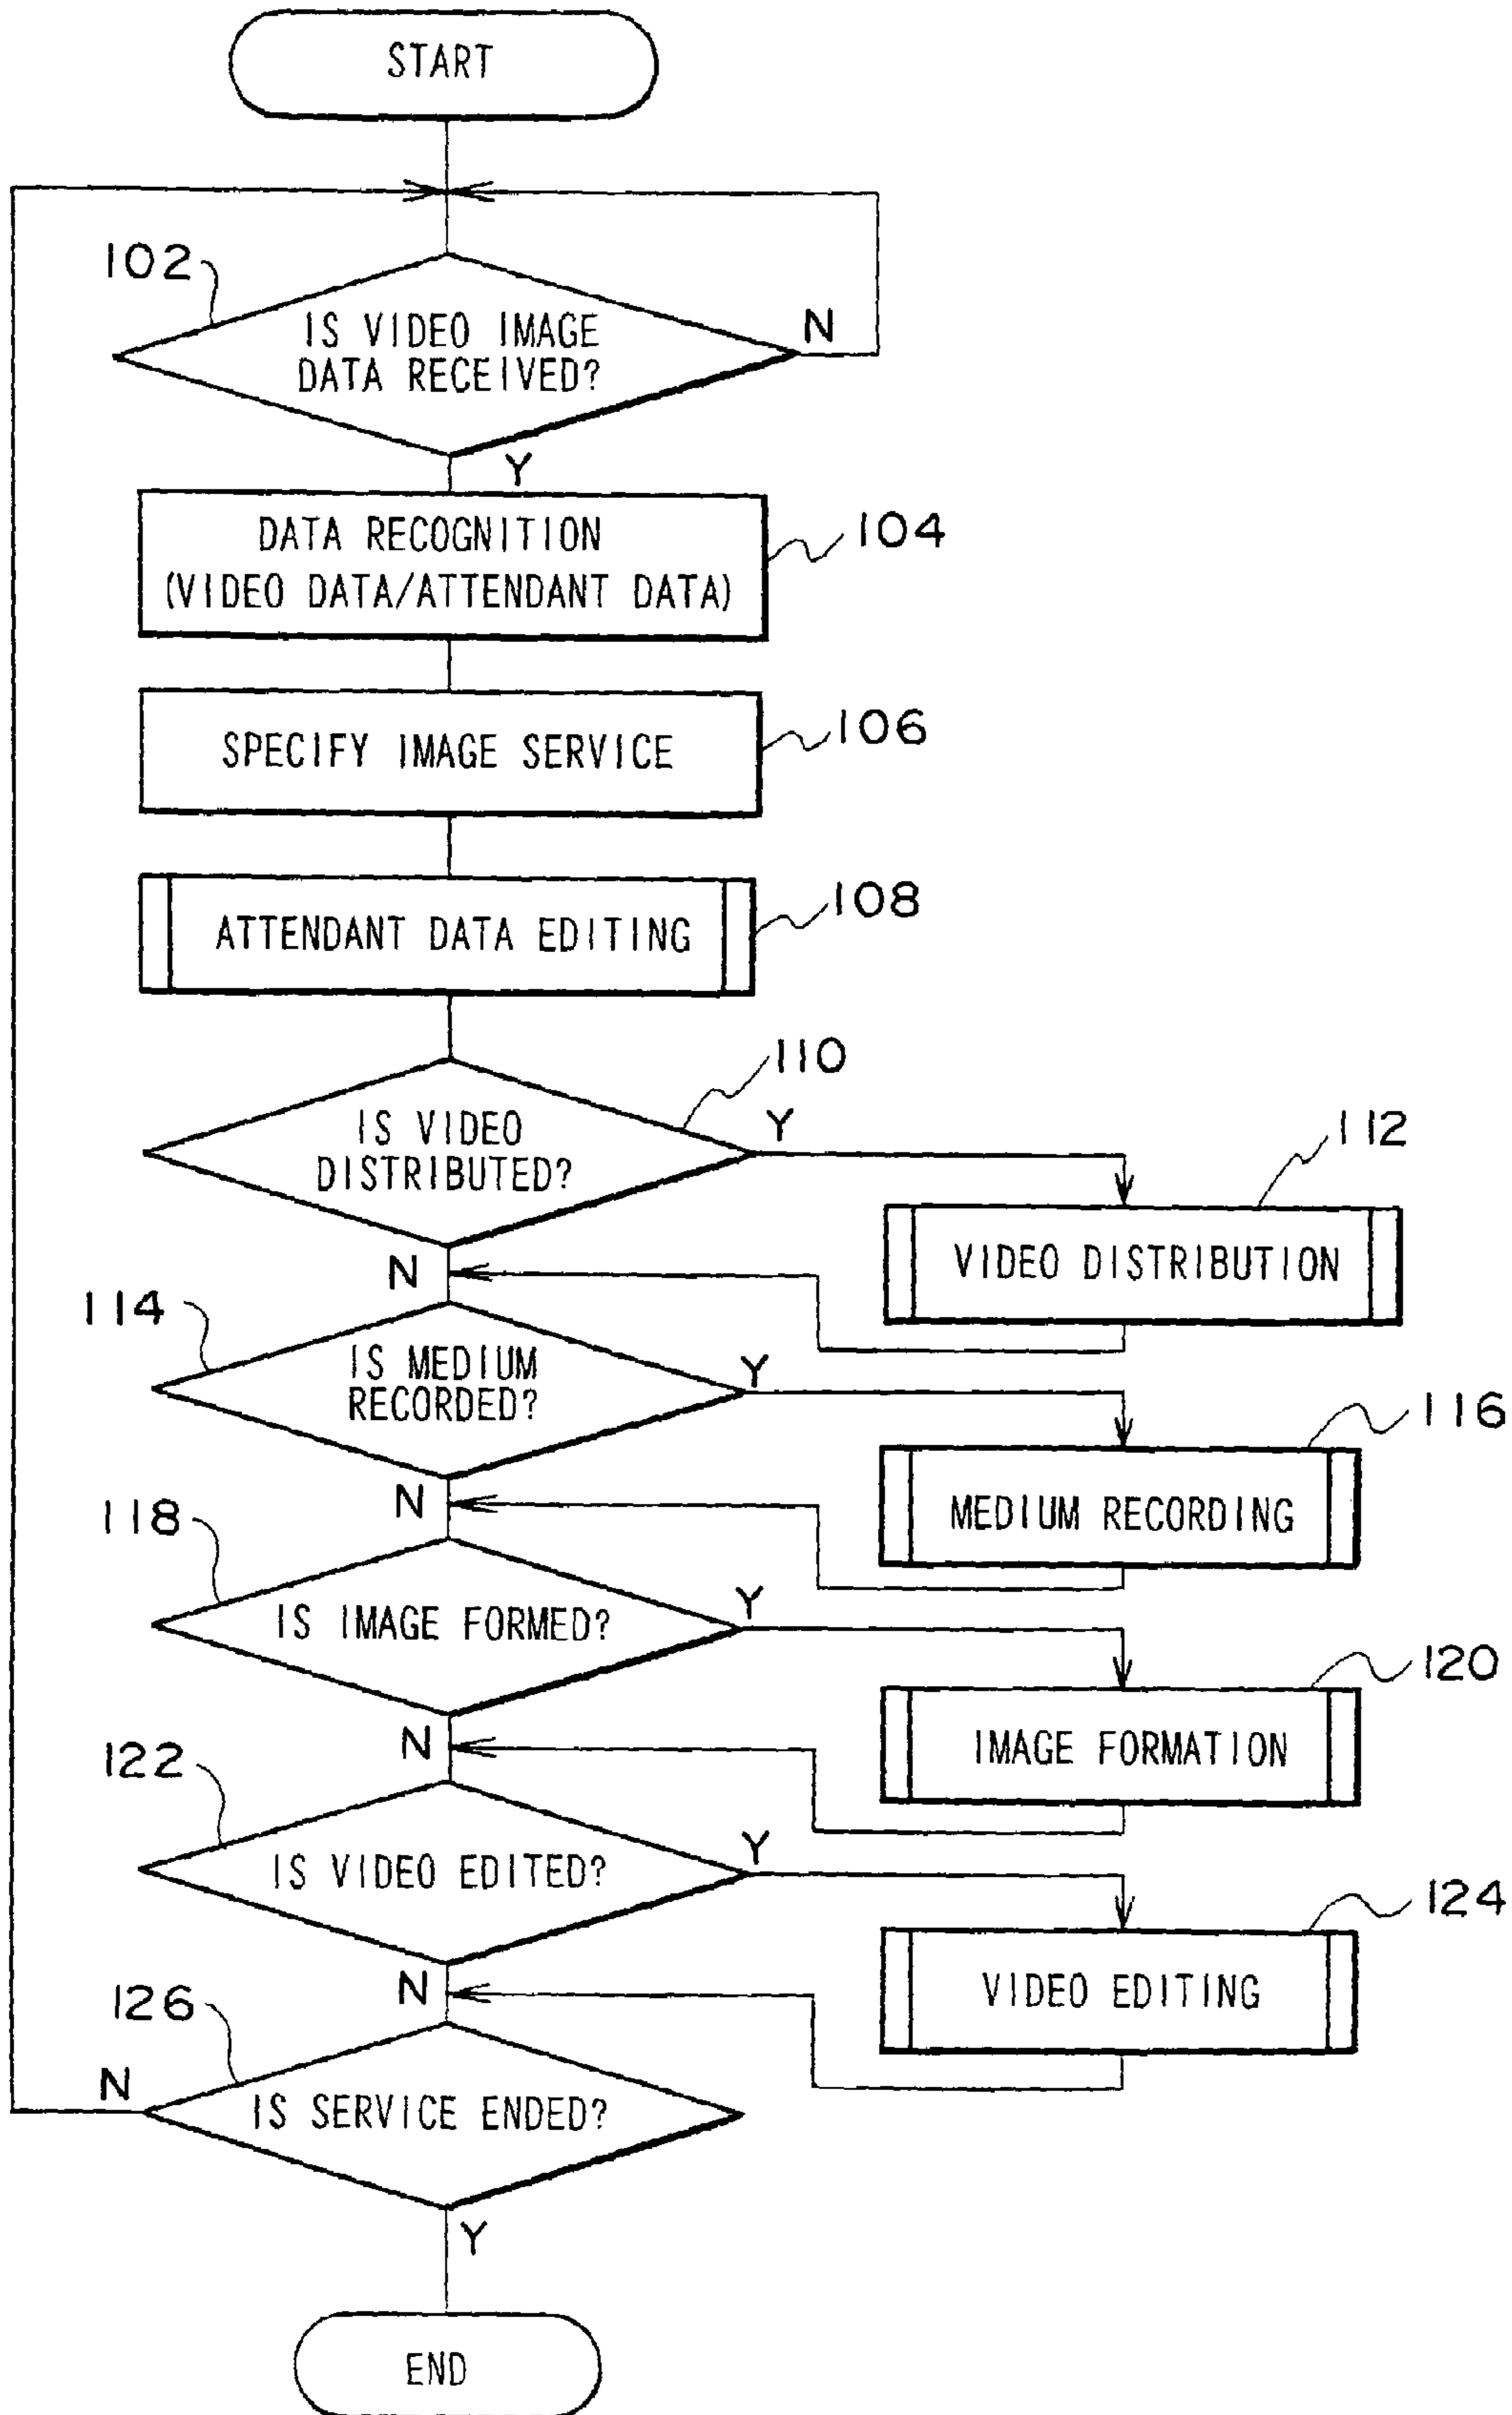 START
102
IS VIDEO IMAGE
DATA RECEIVED?
N
Y
DATA RECOGNITION
(VIDEO DATA/ATTENDANT DATA)
104
SPECIFY IMAGE SERVICE
106
ATTENDANT DATA EDITING
108
110
IS VIDEO
DISTRIBUTED?
Y
112
VIDEO DISTRIBUTION
N
114
IS MEDIUM
RECORDED?
Y
116
MEDIUM RECORDING
N
118
IS IMAGE FORMED?
Y
120
IMAGE FORMATION
N
122
IS VIDEO EDITED?
Y
124
VIDEO EDITING
N
126
N
IS SERVICE ENDED?
Y
END